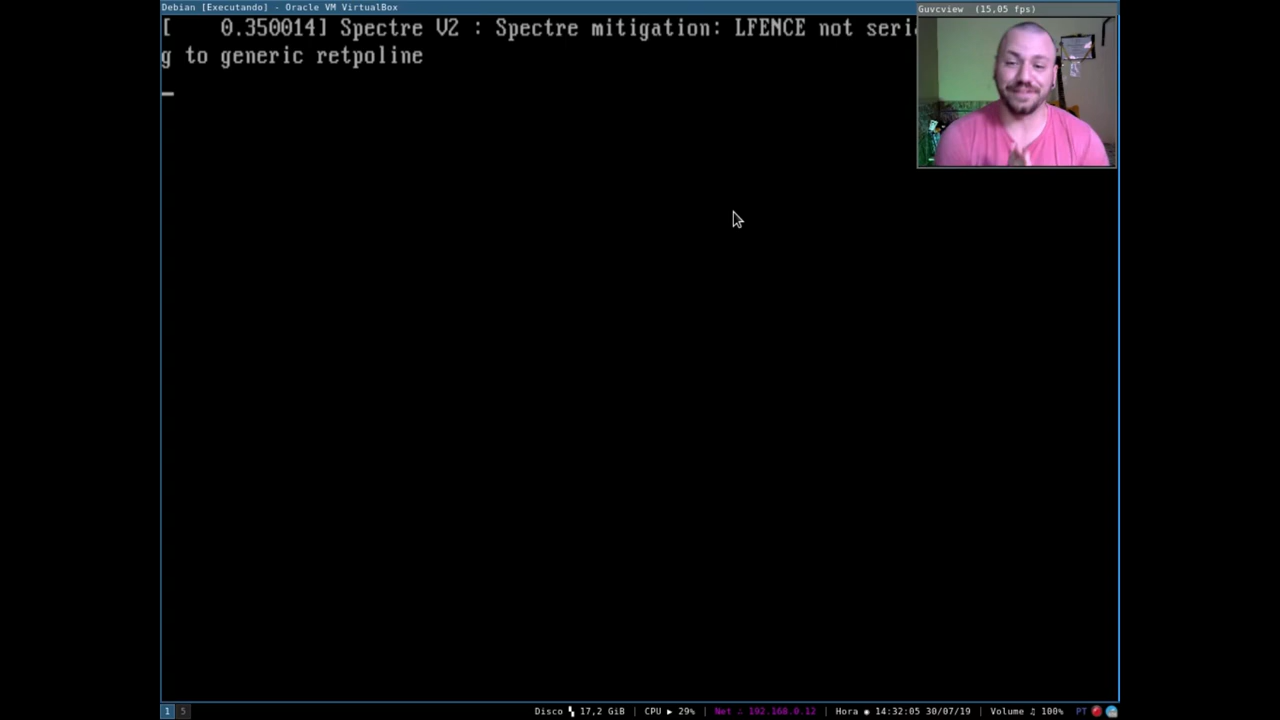 Debian [Executando] - Oracle VM VirtualBox
Guvcview (15,05 fps)
[ 0.350014] Spectre V2 : Spectre mitigation: LFENCE not seri
g to generic retpoline
1 5
Disco 17,2 GiB | CPU ▶ 29% | Net 192.168.0.12 | Hora ◉ 14:32:05 30/07/19 | Volume ♫ 100% PT